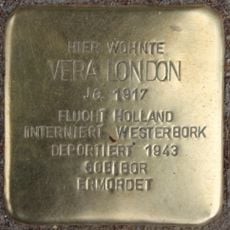 HIER WOHNTE
VERA LONDON
JG. 1917
FLUCHT HOLLAND
INTERNIERT WESTERBORK
DEPORTIERT 1943
SOBIBOR
ERMORDET